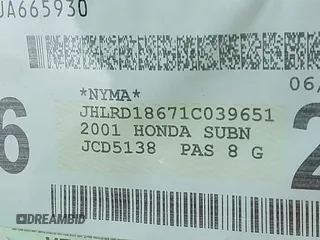 JA665930
*NYMA*
06/
JHLRD18671C039651
2001 HONDA SUBN
JCD5138 PAS 8 G
6
2
DREAMBID